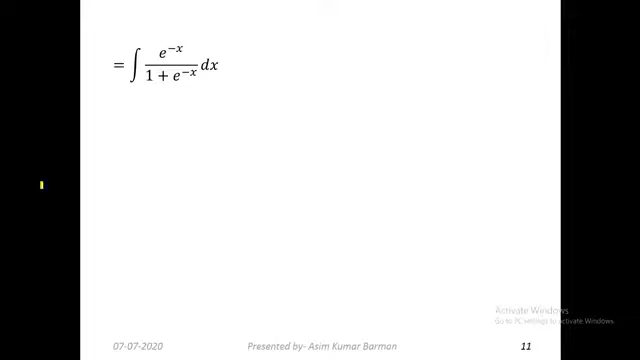 = ∫ e^{-x} / (1 + e^{-x}) dx
Activate Windows
Go to PC settings to activate Windows.
07-07-2020 Presented by- Asim Kumar Barman 11